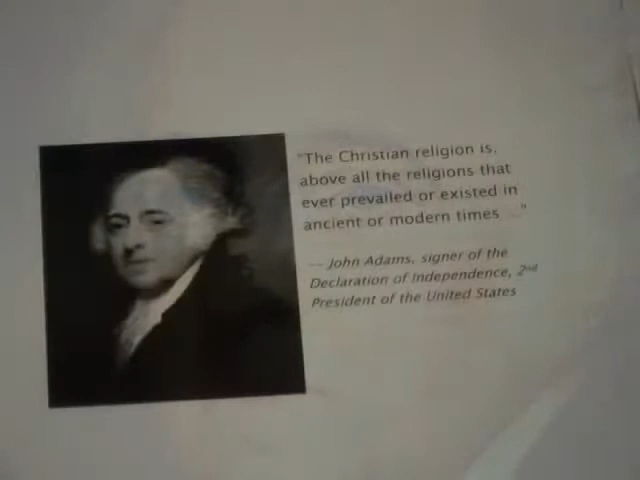 "The Christian religion is,
above all the religions that
ever prevailed or existed in
ancient or modern times ..."
— John Adams, signer of the
Declaration of Independence, 2nd
President of the United States